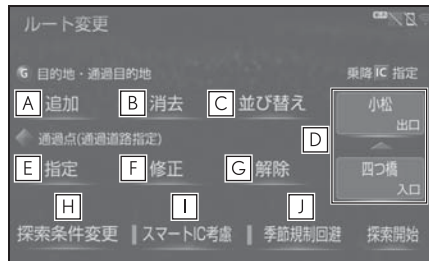 ルート変更
G 目的地・通過目的地
乗降IC 指定
A 追加 B 消去 C 並び替え
小松
出口
D
通過点(通過道路指定)
E 指定 F 修正 G 解除
四つ橋
入口
H I J
探索条件変更 スマートIC考慮 季節規制回避 探索開始